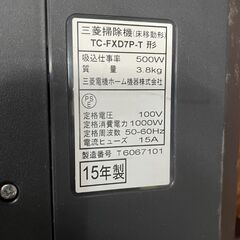 三菱掃除機(床移動形)
TC-FXD7P-T 形
吸込仕事率 500W
質量 3.8kg
三菱電機ホーム機器株式会社
PS E
定格電圧 100V
定格消費電力 1000W
定格周波数 50-60Hz
電流ヒューズ 15A
製造番号 T6067101
15年製